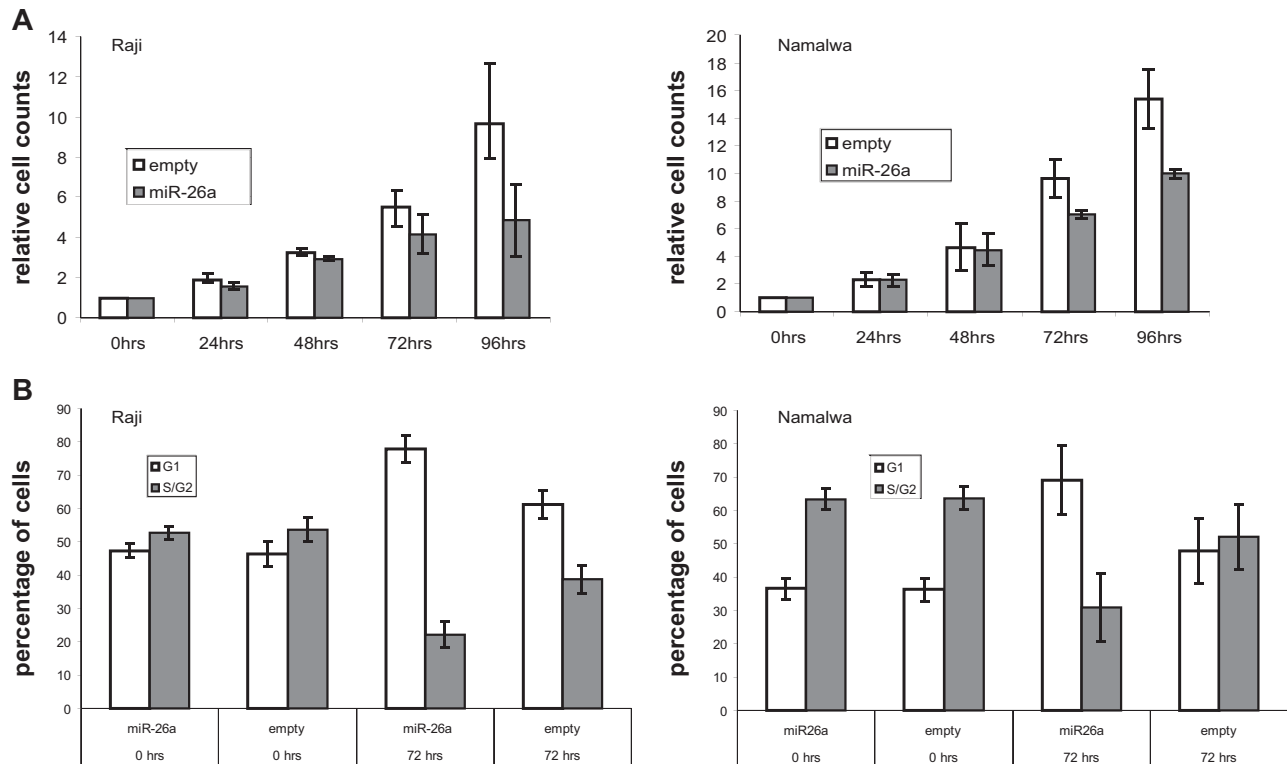 A
Raji
relative cell counts
14
12
10
8
6
4
2
0
empty
miR-26a
0hrs 24hrs 48hrs 72hrs 96hrs
Namalwa
relative cell counts
20
18
16
14
12
10
8
6
4
2
0
empty
miR-26a
0hrs 24hrs 48hrs 72hrs 96hrs
B
Raji
percentage of cells
90
80
70
60
50
40
30
20
10
0
G1
S/G2
miR-26a empty miR-26a empty
0 hrs 0 hrs 72 hrs 72 hrs
Namalwa
percentage of cells
90
80
70
60
50
40
30
20
10
0
G1
S/G2
miR26a empty miR26a empty
0 hrs 0 hrs 72 hrs 72 hrs